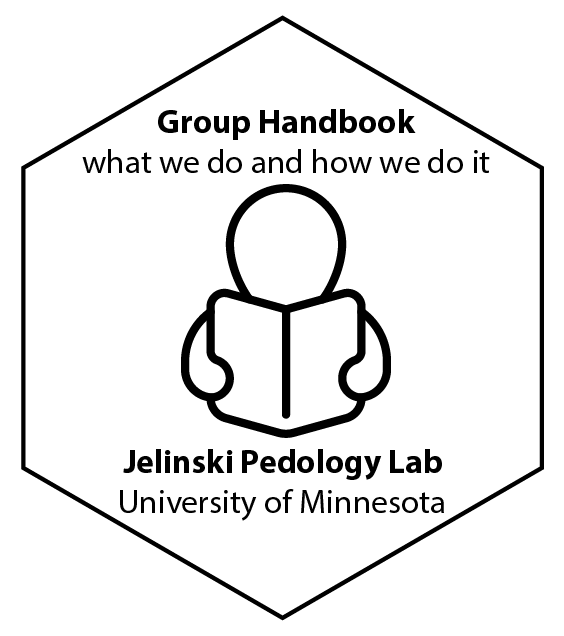 Group Handbook
what we do and how we do it
Jelinski Pedology Lab
University of Minnesota